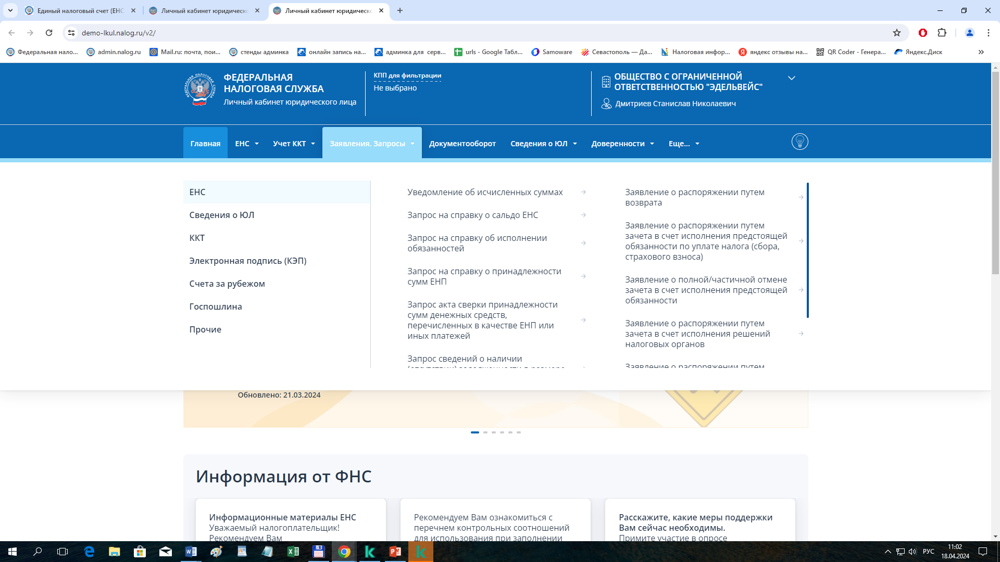 Единый налоговый счет (ЕНС
Личный кабинет юридическо
Личный кабинет юридическо
demo-lkul.nalog.ru/v2/
Федеральная нало...
admin.nalog.ru
Mail.ru: почта, пои...
стенды админка
онлайн запись на...
админка для серв...
urls - Google Табл...
Samoware
Севастополь — Да...
Налоговая инфор...
яндекс отзывы на...
QR Coder - Генера...
Яндекс.Диск
ФЕДЕРАЛЬНАЯ
НАЛОГОВАЯ СЛУЖБА
Личный кабинет юридического лица
КПП для фильтрации
Не выбрано
ОБЩЕСТВО С ОГРАНИЧЕННОЙ
ОТВЕТСТВЕННОСТЬЮ "ЭДЕЛЬВЕЙС"
Дмитриев Станислав Николаевич
Главная
ЕНС
Учет ККТ
Заявления. Запросы
Документооборот
Сведения о ЮЛ
Доверенности
Еще...
ЕНС
Сведения о ЮЛ
ККТ
Электронная подпись (КЭП)
Счета за рубежом
Госпошлина
Прочие
Уведомление об исчисленных суммах
Запрос на справку о сальдо ЕНС
Запрос на справку об исполнении
обязанностей
Запрос на справку о принадлежности
сумм ЕНП
Запрос акта сверки принадлежности
сумм денежных средств,
перечисленных в качестве ЕНП или
иных платежей
Запрос сведений о наличии
(отсутствии) задолженности в размере
Заявление о распоряжении путем
возврата
Заявление о распоряжении путем
зачета в счет исполнения предстоящей
обязанности по уплате налога (сбора,
страхового взноса)
Заявление о полной/частичной отмене
зачета в счет исполнения предстоящей
обязанности
Заявление о распоряжении путем
зачета в счет исполнения решений
налоговых органов
Заявление о распоряжении путем
Обновлено: 21.03.2024
Информация от ФНС
Информационные материалы ЕНС
Уважаемый налогоплательщик!
Рекомендуем Вам
Рекомендуем Вам ознакомиться с
перечнем контрольных соотношений
для использования при заполнении
Расскажите, какие меры поддержки
Вам сейчас необходимы.
Примите участие в опросе
РУС
11:02
18.04.2024